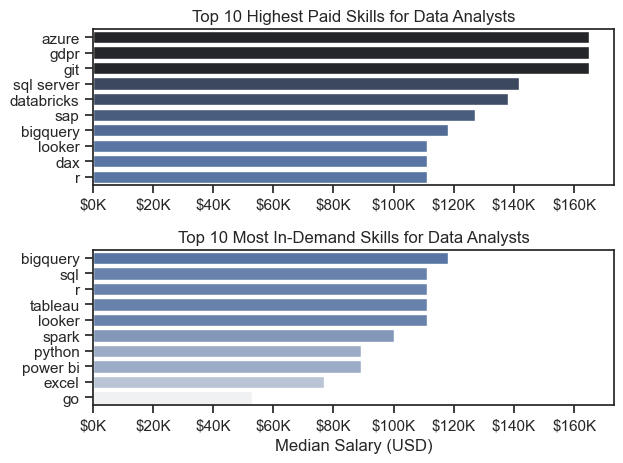 Top 10 Highest Paid Skills for Data Analysts
azure
gdpr
git
sql server
databricks
sap
bigquery
looker
dax
r
$0K $20K $40K $60K $80K $100K $120K $140K $160K
Top 10 Most In-Demand Skills for Data Analysts
bigquery
sql
r
tableau
looker
spark
python
power bi
excel
go
$0K $20K $40K $60K $80K $100K $120K $140K $160K
Median Salary (USD)